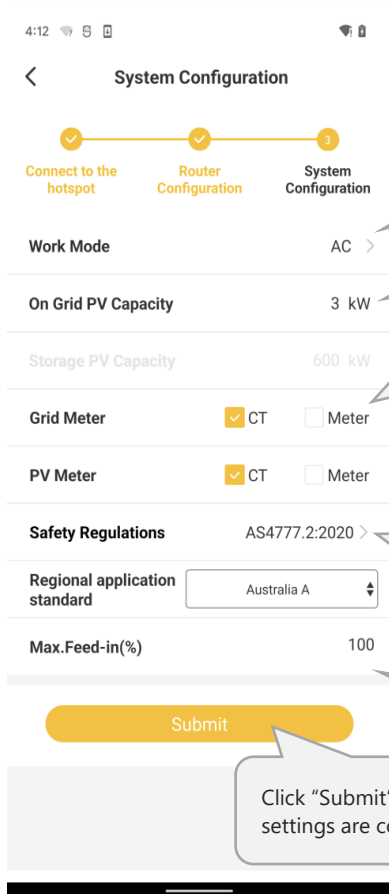 4:12
System Configuration
3
Connect to the hotspot
Router Configuration
System Configuration
Work Mode AC
On Grid PV Capacity 3 kW
Storage PV Capacity 600 kW
Grid Meter CT Meter
PV Meter CT Meter
Safety Regulations AS4777.2:2020
Regional application standard Australia A
Max.Feed-in(%) 100
Submit
Click “Submit”
settings are